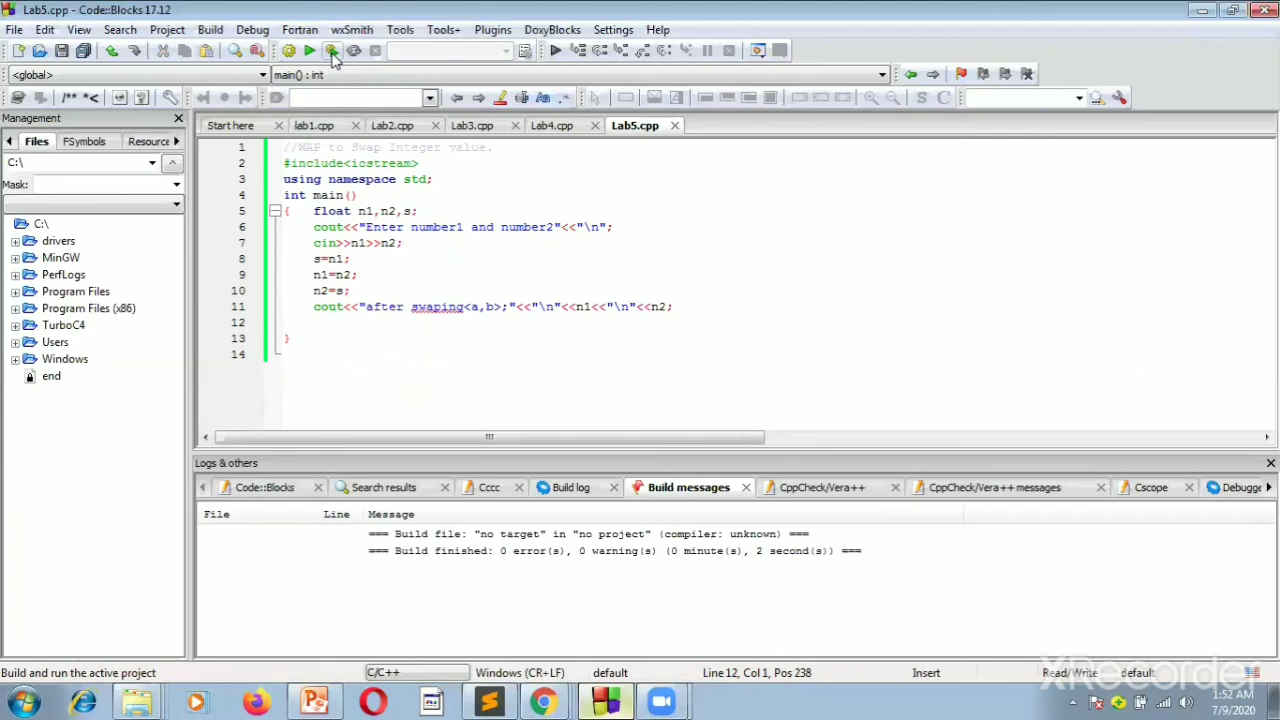 Lab5.cpp - Code::Blocks 17.12
File Edit View Search Project Build Debug Fortran wxSmith Tools Tools+ Plugins DoxyBlocks Settings Help
<global> main() : int
/** *<
S C
Management
Start here lab1.cpp Lab2.cpp Lab3.cpp Lab4.cpp Lab5.cpp
Files FSymbols Resource
C:\
Mask:
C:\
drivers
MinGW
PerfLogs
Program Files
Program Files (x86)
TurboC4
Users
Windows
end
1 //WAP to Swap Integer value.
2 #include<iostream>
3 using namespace std;
4 int main()
5 { float n1,n2,s;
6 cout<<"Enter number1 and number2"<<"\n";
7 cin>>n1>>n2;
8 s=n1;
9 n1=n2;
10 n2=s;
11 cout<<"after swaping<a,b>;"<<"\n"<<n1<<"\n"<<n2;
12
13 }
14
Logs & others
Code::Blocks Search results Cccc Build log Build messages CppCheck/Vera++ CppCheck/Vera++ messages Cscope Debugge
File Line Message
=== Build file: "no target" in "no project" (compiler: unknown) ===
=== Build finished: 0 error(s), 0 warning(s) (0 minute(s), 2 second(s)) ===
Build and run the active project C/C++ Windows (CR+LF) default Line 12, Col 1, Pos 238 Insert Read/Write default
XRecorder
1:52 AM
7/9/2020